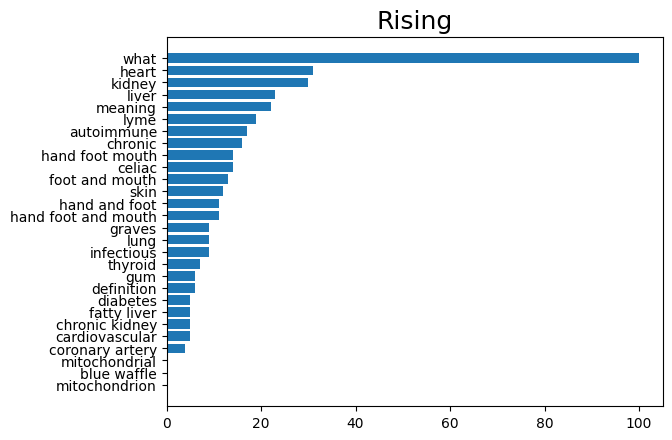 Rising
what
heart
kidney
liver
meaning
lyme
autoimmune
chronic
hand foot mouth
celiac
foot and mouth
skin
hand and foot
hand foot and mouth
graves
lung
infectious
thyroid
gum
definition
diabetes
fatty liver
chronic kidney
cardiovascular
coronary artery
mitochondrial
blue waffle
mitochondrion
0 20 40 60 80 100